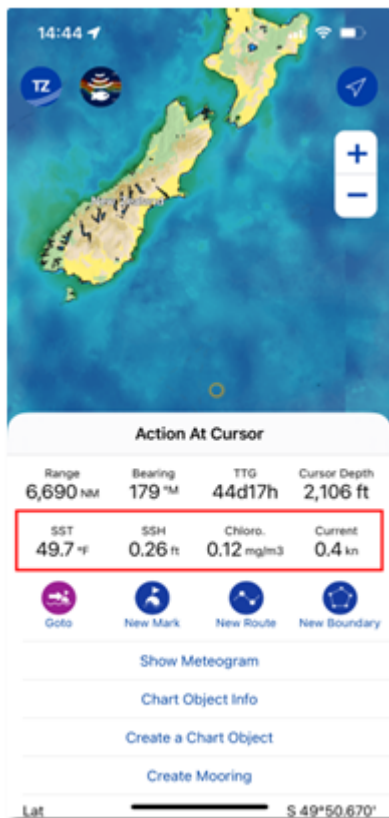 14:44
TZ
New Zealand
+
−
Action At Cursor
Range Bearing TTG Cursor Depth
6,690 NM 179 °M 44d17h 2,106 ft
SST SSH Chloro. Current
49.7 °F 0.26 ft 0.12 mg/m3 0.4 kn
Goto New Mark New Route New Boundary
Show Meteogram
Chart Object Info
Create a Chart Object
Create Mooring
Lat S 49°50.670'